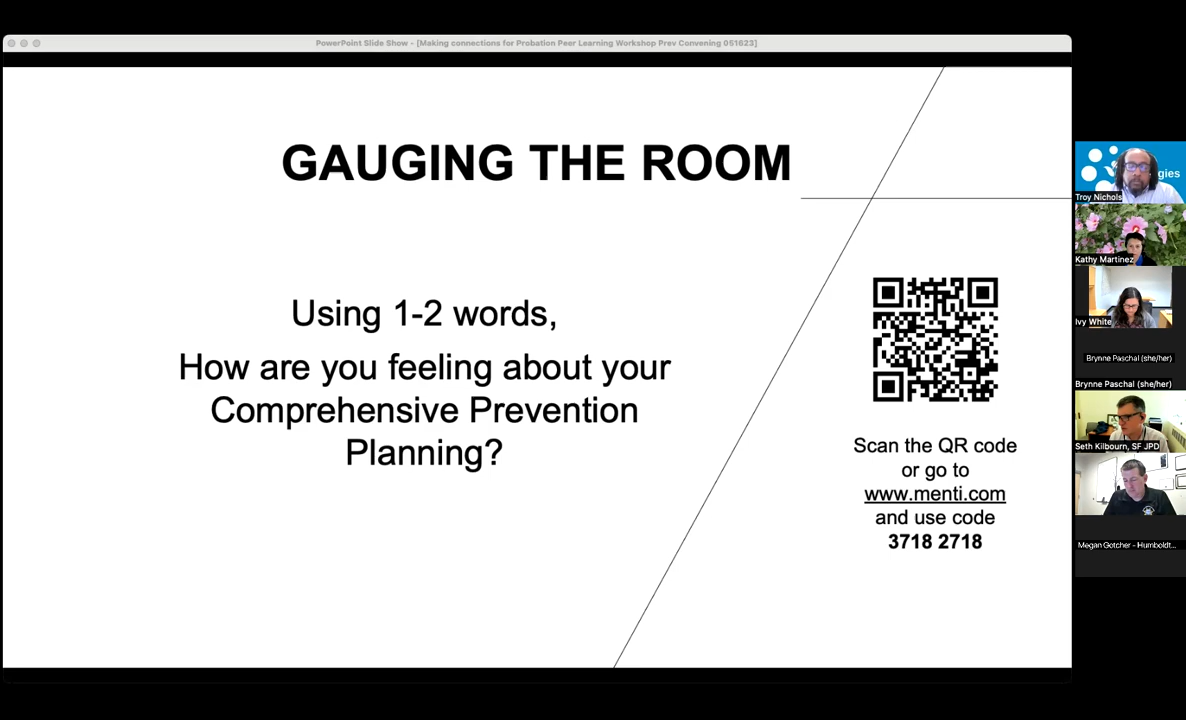 PowerPoint Slide Show - [Making connections for Probation Peer Learning Workshop Prev Convening 051623]
GAUGING THE ROOM
Using 1-2 words,
How are you feeling about your
Comprehensive Prevention
Planning?
Scan the QR code
or go to
www.menti.com
and use code
3718 2718
gies
Troy Nichols
Kathy Martinez
Ivy White
Brynne Paschal (she/her)
Brynne Paschal (she/her)
Seth Kilbourn, SF JPD
Megan Gotcher - Humboldt...